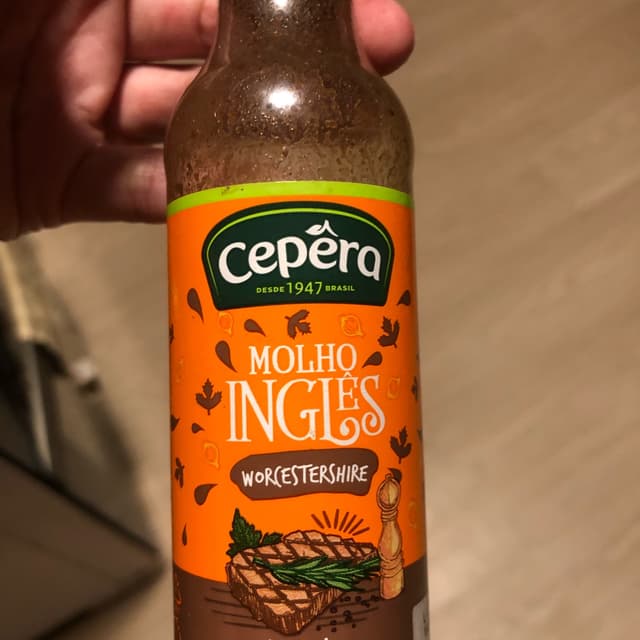 cepêra
DESDE 1947 BRASIL
MOLHO
INGLÊS
WORCESTERSHIRE